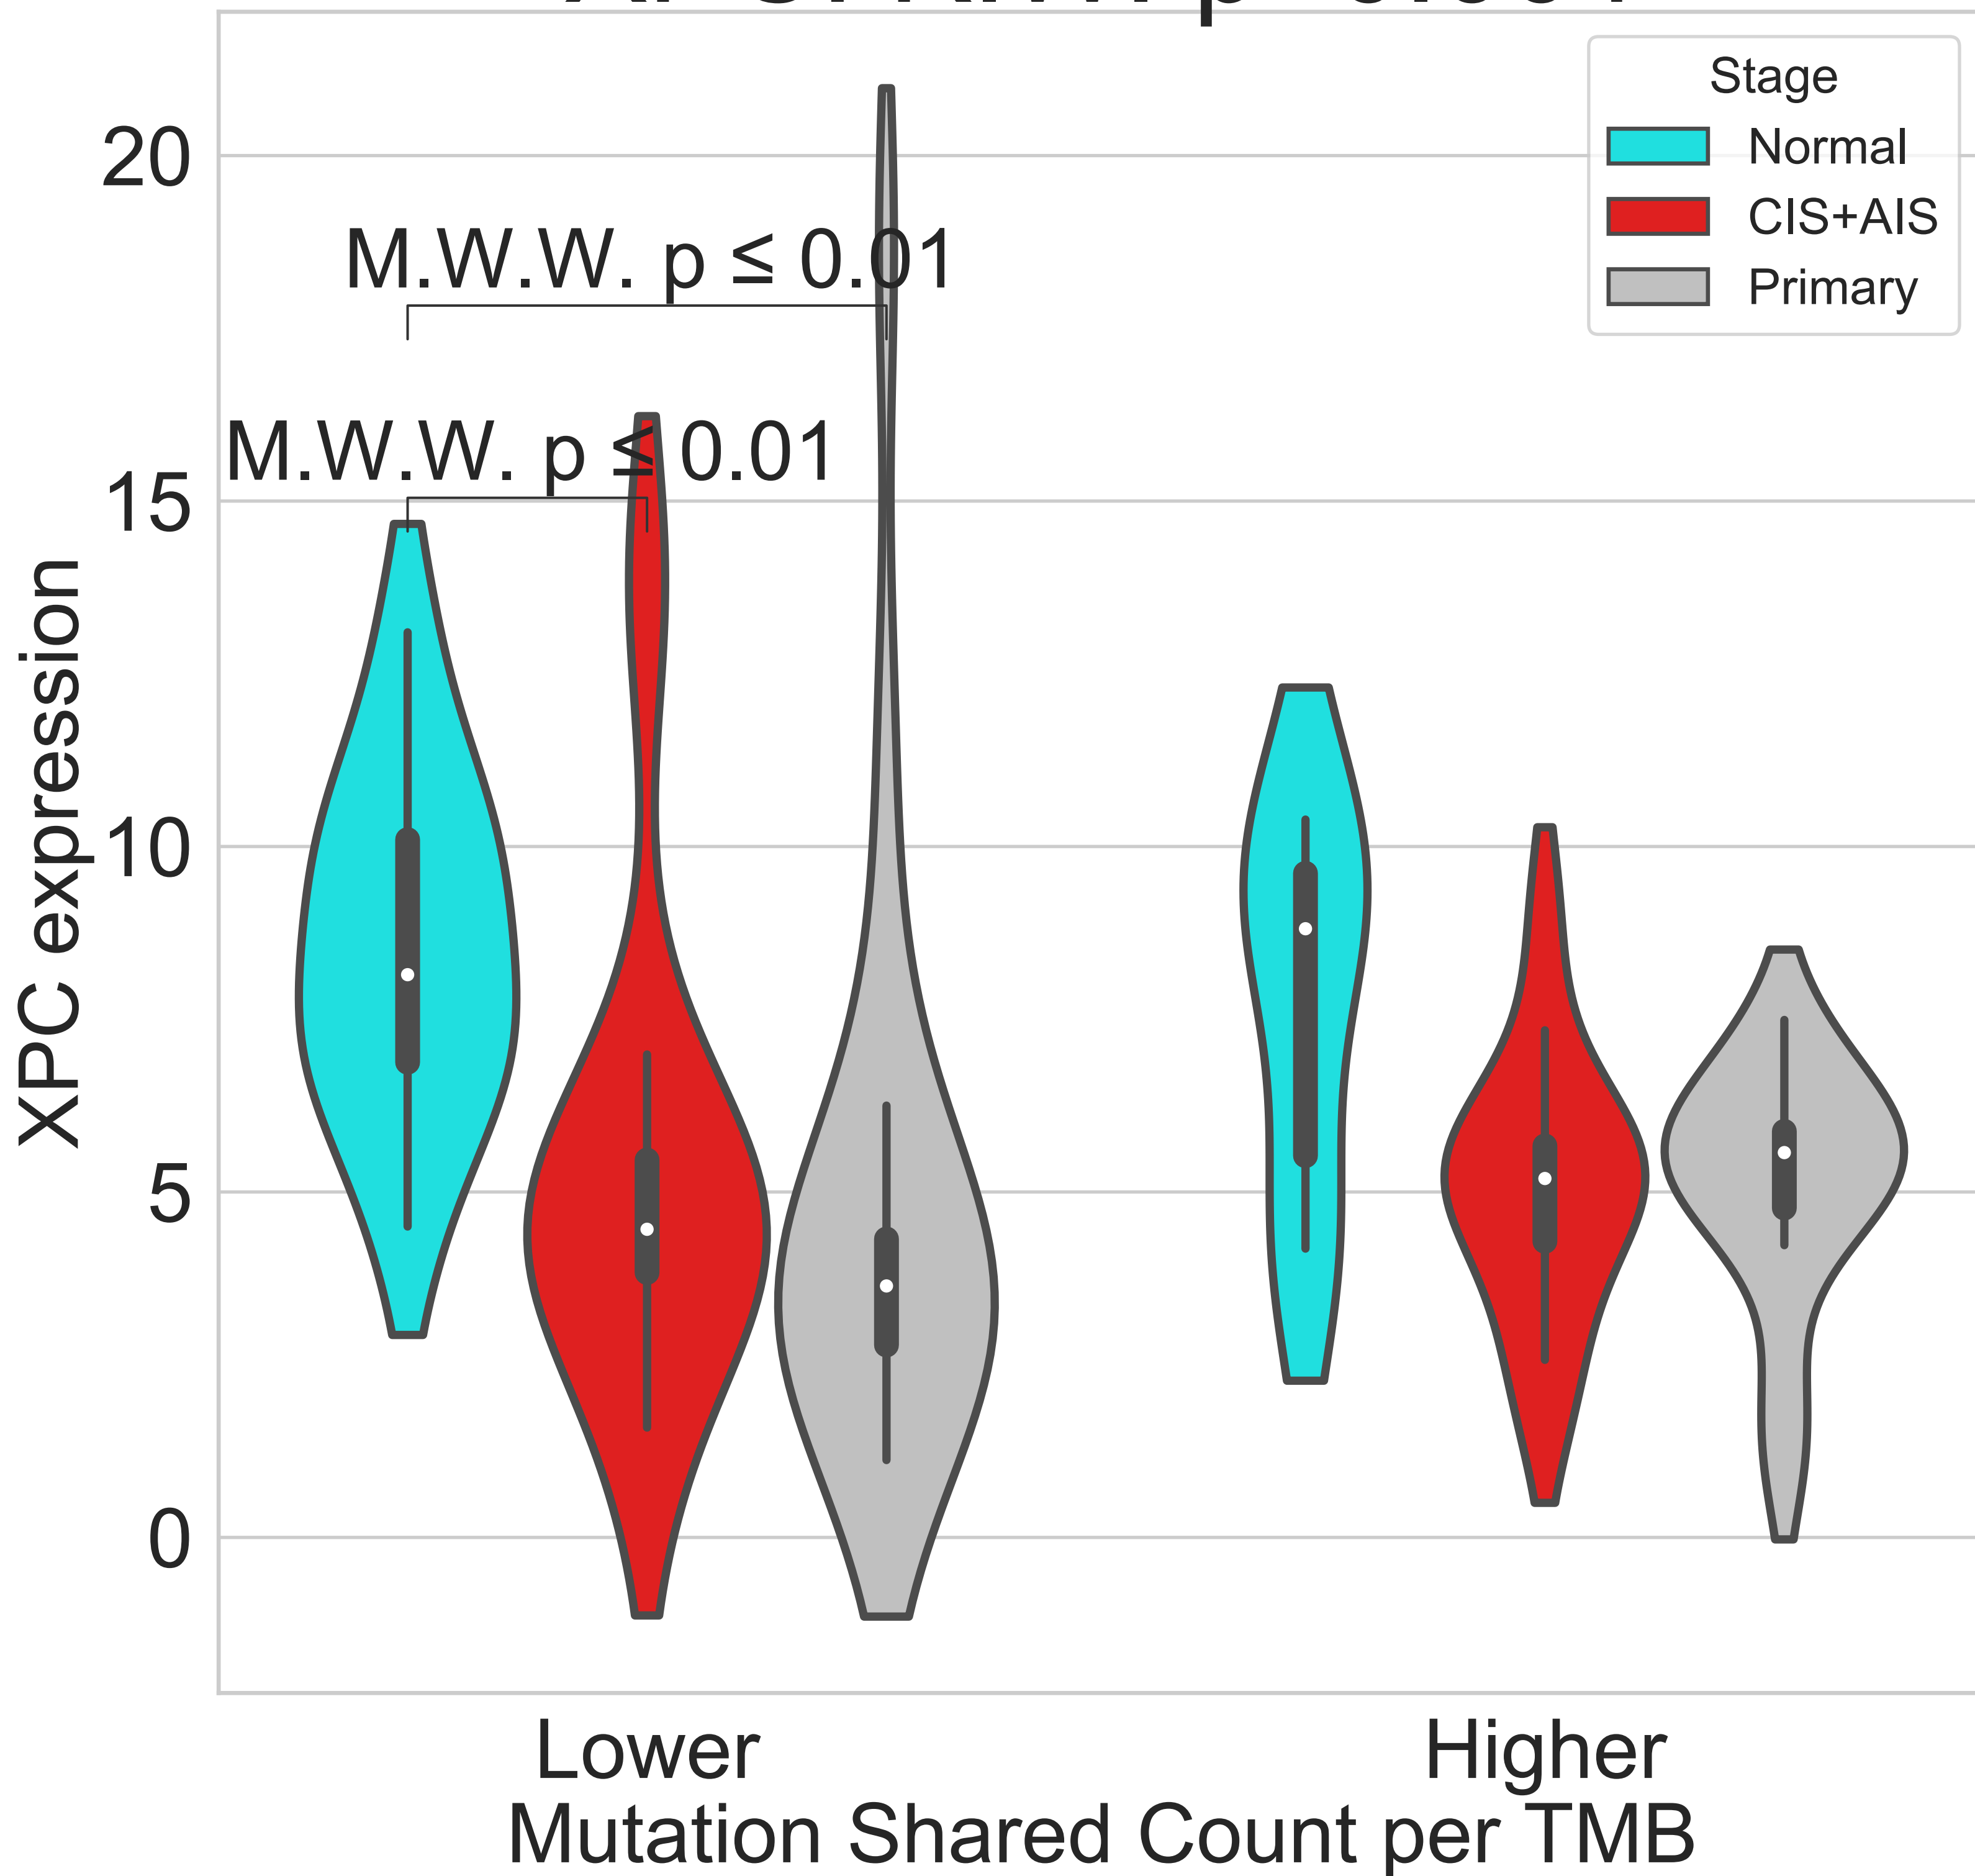 Stage
Normal
CIS+AIS
Primary
20
M.W.W. p ≤ 0.01
M.W.W. p ≤ 0.01
15
10
5
0
XPC expression
Lower
Higher
Mutation Shared Count per TMB